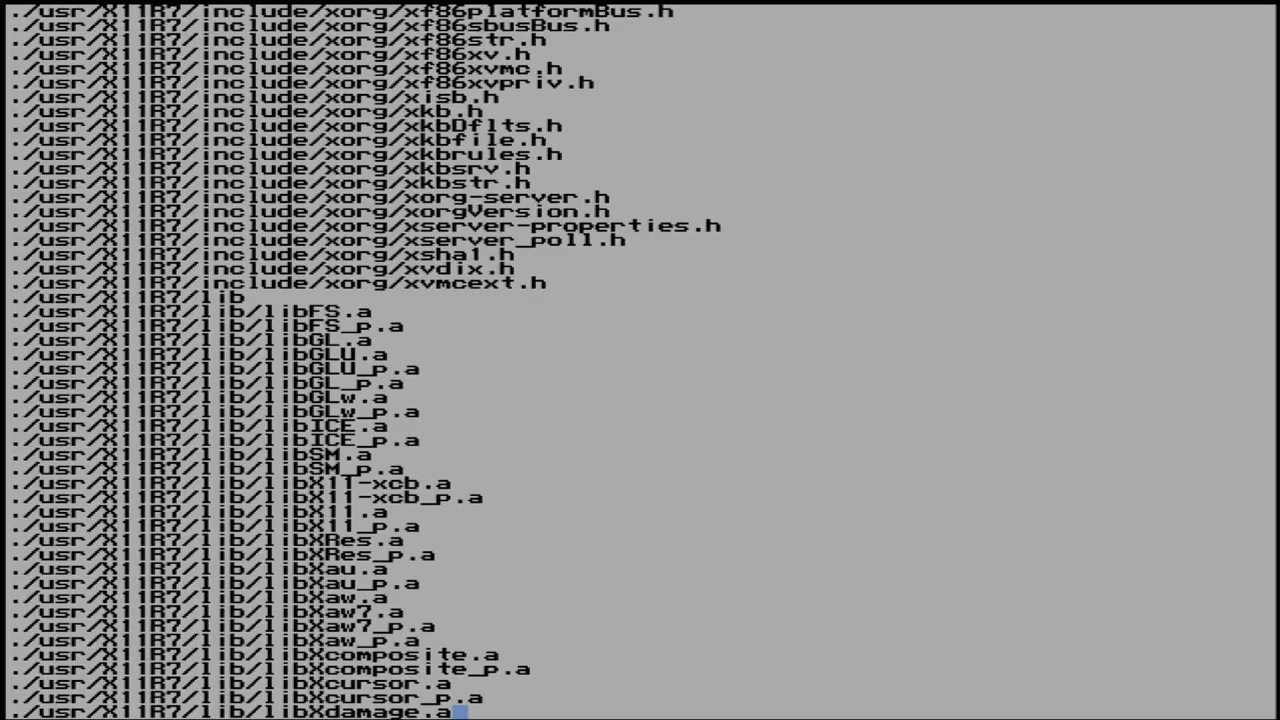 ./usr/X11R7/include/xorg/xf86platformBus.h
./usr/X11R7/include/xorg/xf86sbusBus.h
./usr/X11R7/include/xorg/xf86str.h
./usr/X11R7/include/xorg/xf86xv.h
./usr/X11R7/include/xorg/xf86xvmc.h
./usr/X11R7/include/xorg/xf86xvpriv.h
./usr/X11R7/include/xorg/xisb.h
./usr/X11R7/include/xorg/xkb.h
./usr/X11R7/include/xorg/xkbDflts.h
./usr/X11R7/include/xorg/xkbfile.h
./usr/X11R7/include/xorg/xkbrules.h
./usr/X11R7/include/xorg/xkbsrv.h
./usr/X11R7/include/xorg/xkbstr.h
./usr/X11R7/include/xorg/xorg-server.h
./usr/X11R7/include/xorg/xorgVersion.h
./usr/X11R7/include/xorg/xserver-properties.h
./usr/X11R7/include/xorg/xserver_poll.h
./usr/X11R7/include/xorg/xsha1.h
./usr/X11R7/include/xorg/xvdix.h
./usr/X11R7/include/xorg/xvmcext.h
./usr/X11R7/lib
./usr/X11R7/lib/libFS.a
./usr/X11R7/lib/libFS_p.a
./usr/X11R7/lib/libGL.a
./usr/X11R7/lib/libGLU.a
./usr/X11R7/lib/libGLU_p.a
./usr/X11R7/lib/libGL_p.a
./usr/X11R7/lib/libGLw.a
./usr/X11R7/lib/libGLw_p.a
./usr/X11R7/lib/libICE.a
./usr/X11R7/lib/libICE_p.a
./usr/X11R7/lib/libSM.a
./usr/X11R7/lib/libSM_p.a
./usr/X11R7/lib/libX11-xcb.a
./usr/X11R7/lib/libX11-xcb_p.a
./usr/X11R7/lib/libX11.a
./usr/X11R7/lib/libX11_p.a
./usr/X11R7/lib/libXRes.a
./usr/X11R7/lib/libXRes_p.a
./usr/X11R7/lib/libXau.a
./usr/X11R7/lib/libXau_p.a
./usr/X11R7/lib/libXaw.a
./usr/X11R7/lib/libXaw7.a
./usr/X11R7/lib/libXaw7_p.a
./usr/X11R7/lib/libXaw_p.a
./usr/X11R7/lib/libXcomposite.a
./usr/X11R7/lib/libXcomposite_p.a
./usr/X11R7/lib/libXcursor.a
./usr/X11R7/lib/libXcursor_p.a
./usr/X11R7/lib/libXdamage.a